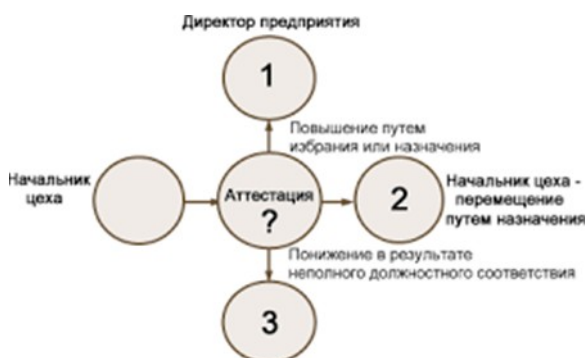 Директор предприятия
1
Повышение путем
избрания или назначения
Начальник
цеха
Аттестация
?
2
Начальник цеха -
перемещение
путем назначения
Понижение в результате
неполного должностного соответствия
3